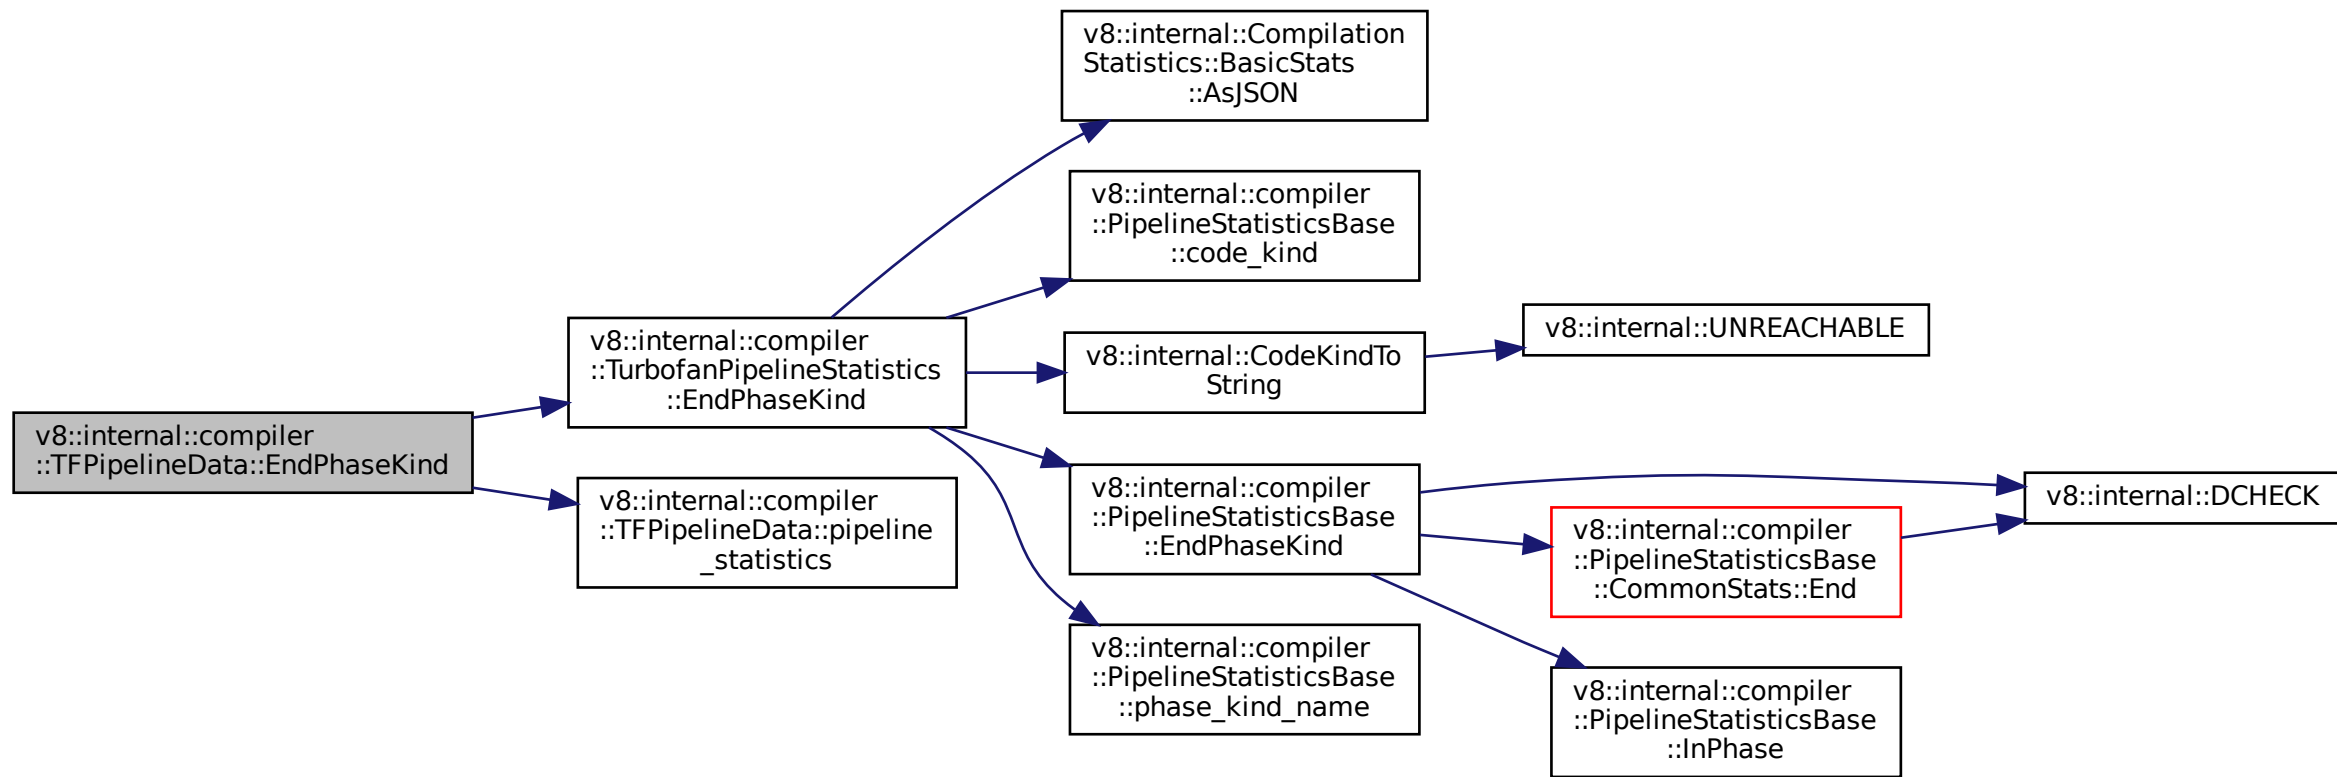 v8::internal::compiler
::TFPipelineData::EndPhaseKind
v8::internal::compiler
::TurbofanPipelineStatistics
::EndPhaseKind
v8::internal::compiler
::TFPipelineData::pipeline
_statistics
v8::internal::Compilation
Statistics::BasicStats
::AsJSON
v8::internal::compiler
::PipelineStatisticsBase
::code_kind
v8::internal::CodeKindTo
String
v8::internal::compiler
::PipelineStatisticsBase
::EndPhaseKind
v8::internal::compiler
::PipelineStatisticsBase
::phase_kind_name
v8::internal::UNREACHABLE
v8::internal::compiler
::PipelineStatisticsBase
::CommonStats::End
v8::internal::compiler
::PipelineStatisticsBase
::InPhase
v8::internal::DCHECK